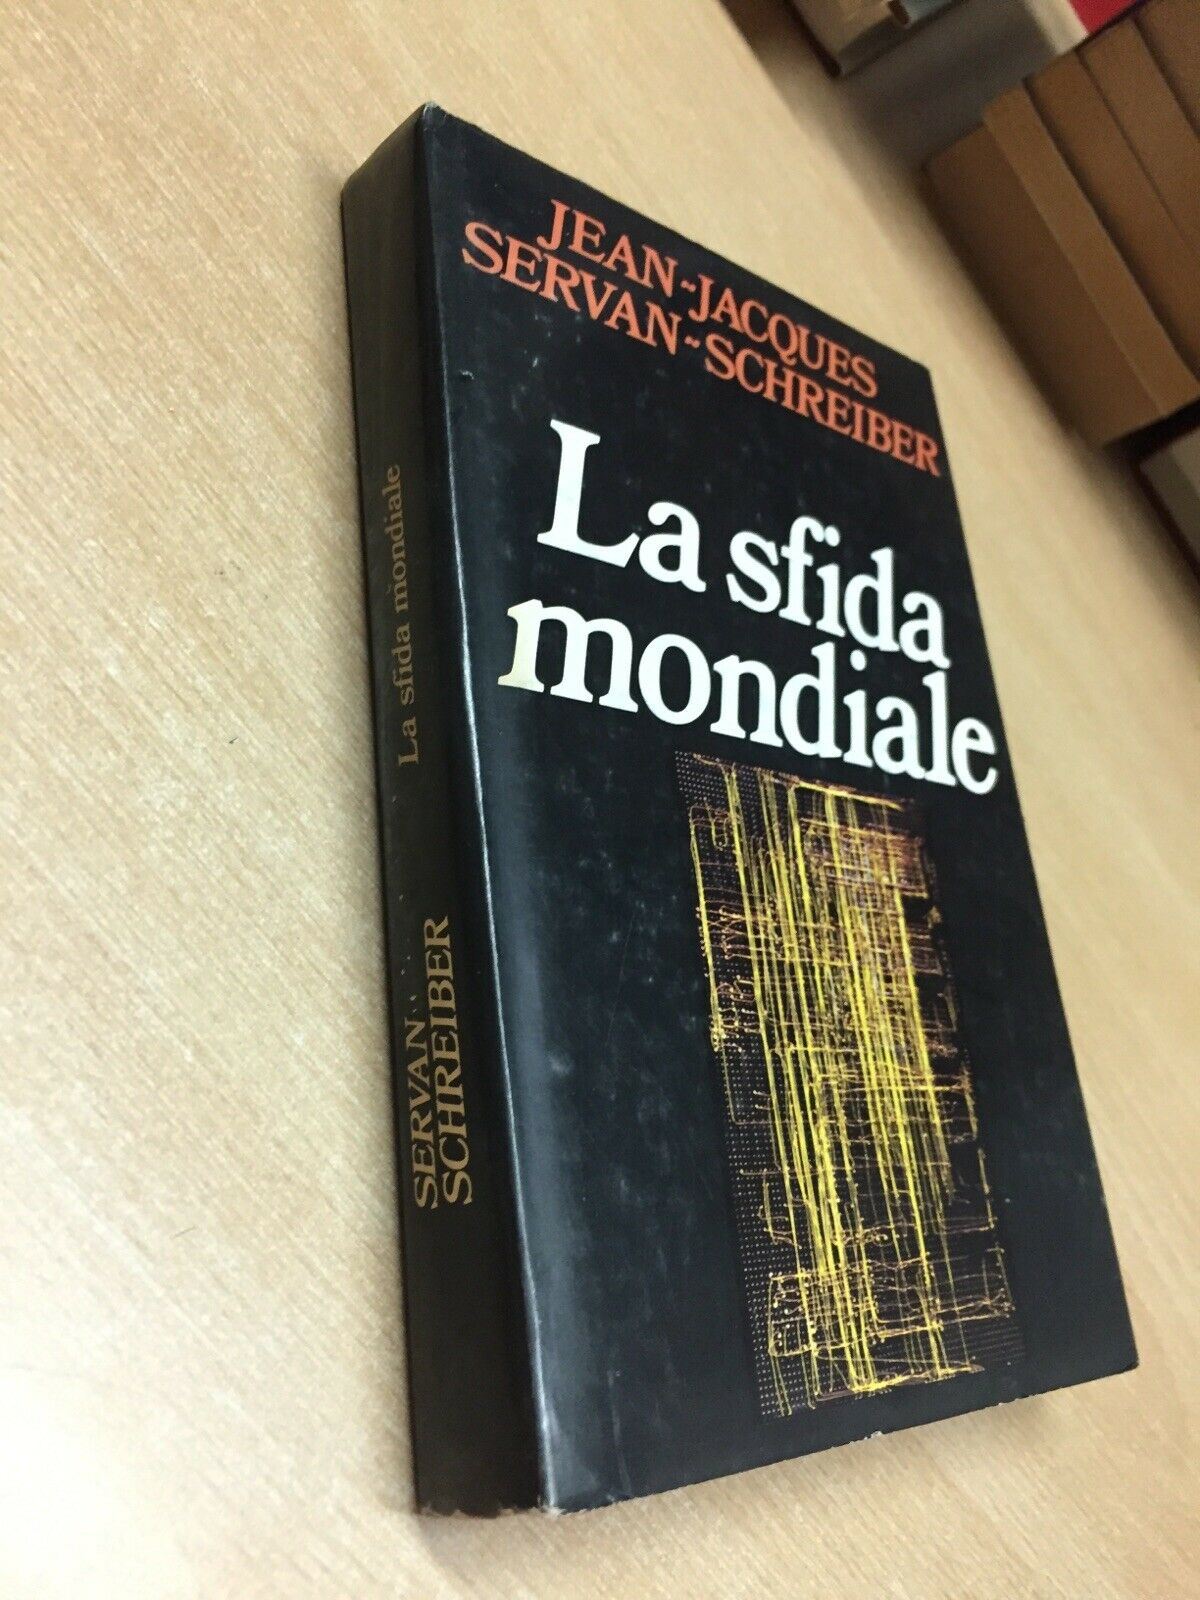 JEAN-JACQUES
SERVAN-SCHREIBER
La sfida
mondiale
La sfida mondiale
SERVAN
SCHREIBER